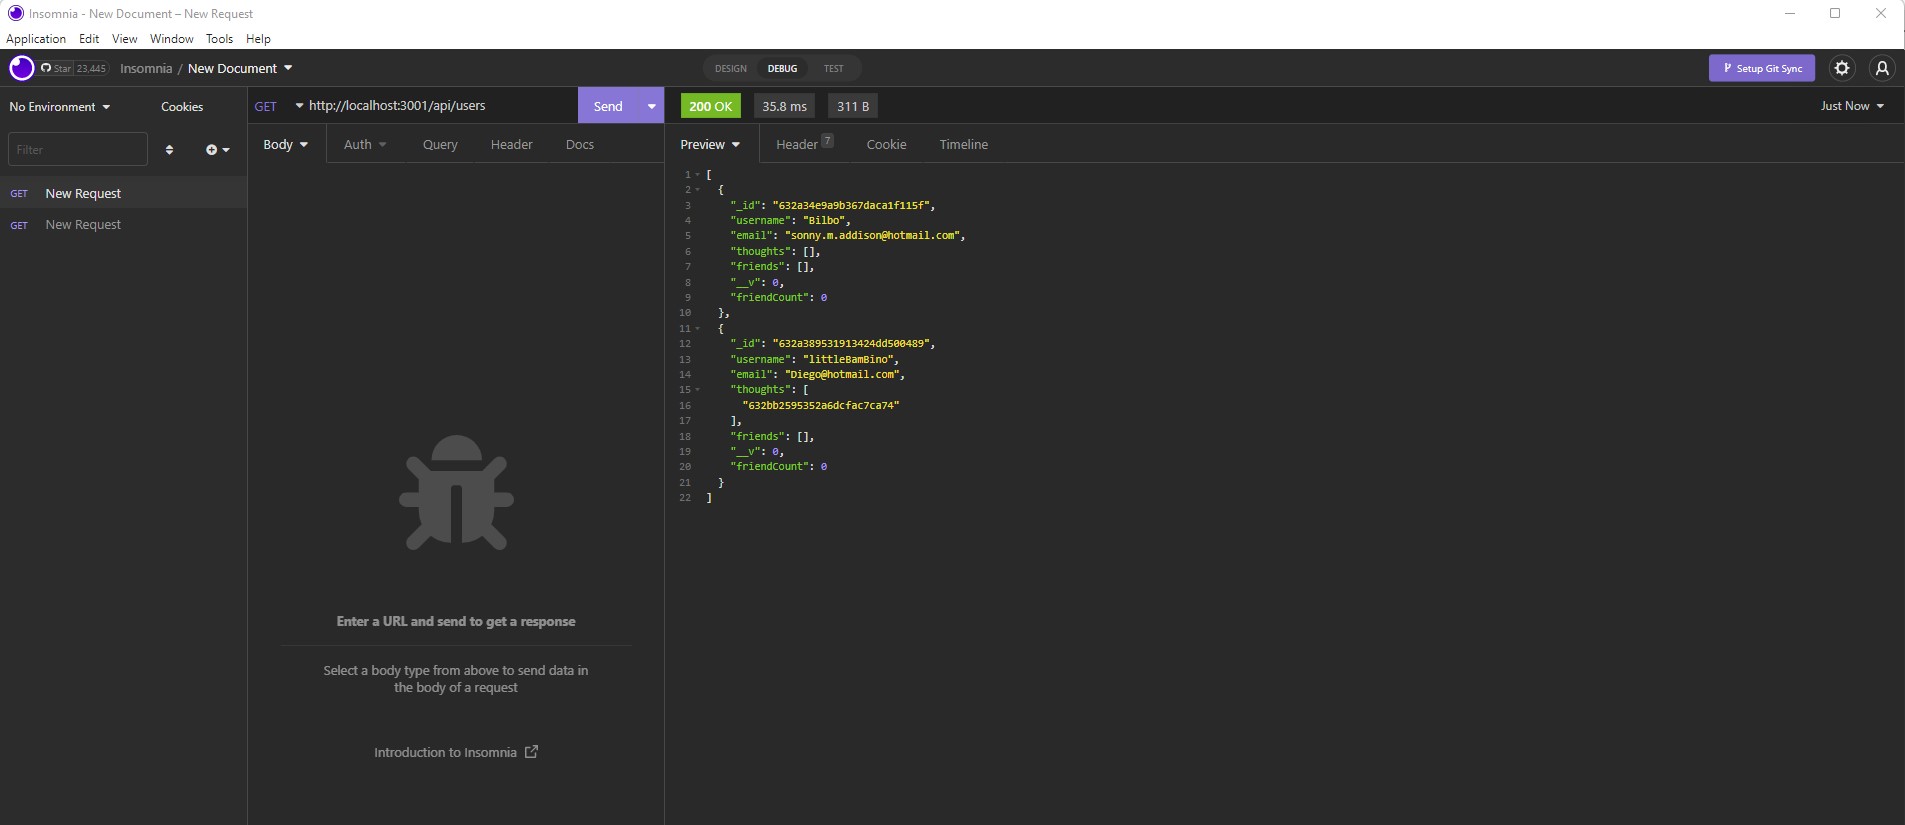 Insomnia - New Document – New Request
Application Edit View Window Tools Help
Star 23,445 Insomnia / New Document DESIGN DEBUG TEST Setup Git Sync
No Environment Cookies GET http://localhost:3001/api/users Send 200 OK 35.8 ms 311 B Just Now
Filter
GET New Request
GET New Request
Body Auth Query Header Docs
Enter a URL and send to get a response
Select a body type from above to send data in
the body of a request
Introduction to Insomnia
Preview Header 7 Cookie Timeline
1 [
2 {
3 "_id": "632a34e9a9b367daca1f115f",
4 "username": "Bilbo",
5 "email": "sonny.m.addison@hotmail.com",
6 "thoughts": [],
7 "friends": [],
8 "__v": 0,
9 "friendCount": 0
10 },
11 {
12 "_id": "632a389531913424dd500489",
13 "username": "littleBamBino",
14 "email": "Diego@hotmail.com",
15 "thoughts": [
16 "632bb2595352a6dcfac7ca74"
17 ],
18 "friends": [],
19 "__v": 0,
20 "friendCount": 0
21 }
22 ]